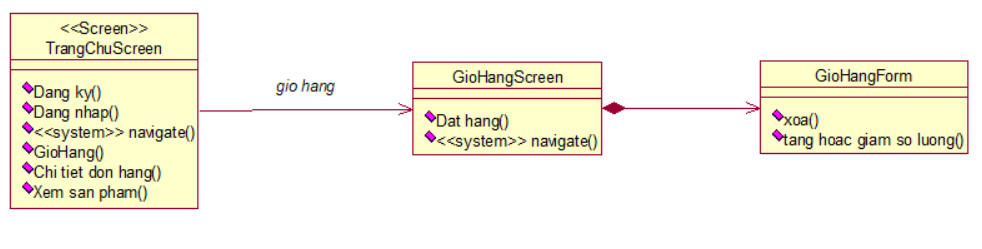 <<Screen>>
TrangChuScreen
Dang ky()
Dang nhap()
<<system>> navigate()
GioHang()
Chi tiet don hang()
Xem san pham()
gio hang
GioHangScreen
Dat hang()
<<system>> navigate()
GioHangForm
xoa()
tang hoac giam so luong()